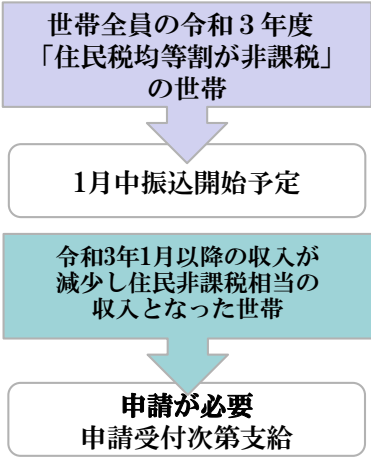 世帯全員の令和３年度
「住民税均等割が非課税」
の世帯
1月中振込開始予定
令和3年1月以降の収入が
減少し住民非課税相当の
収入となった世帯
申請が必要
申請受付次第支給